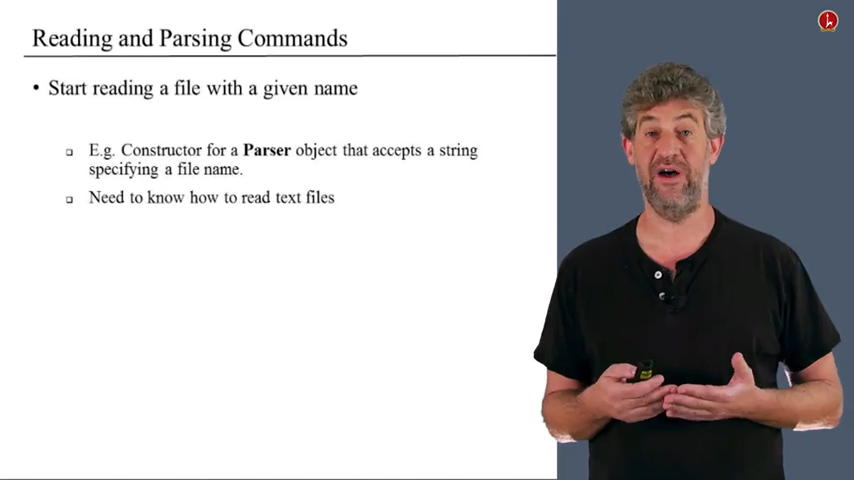 Reading and Parsing Commands
• Start reading a file with a given name
❑ E.g. Constructor for a Parser object that accepts a string
specifying a file name.
❑ Need to know how to read text files